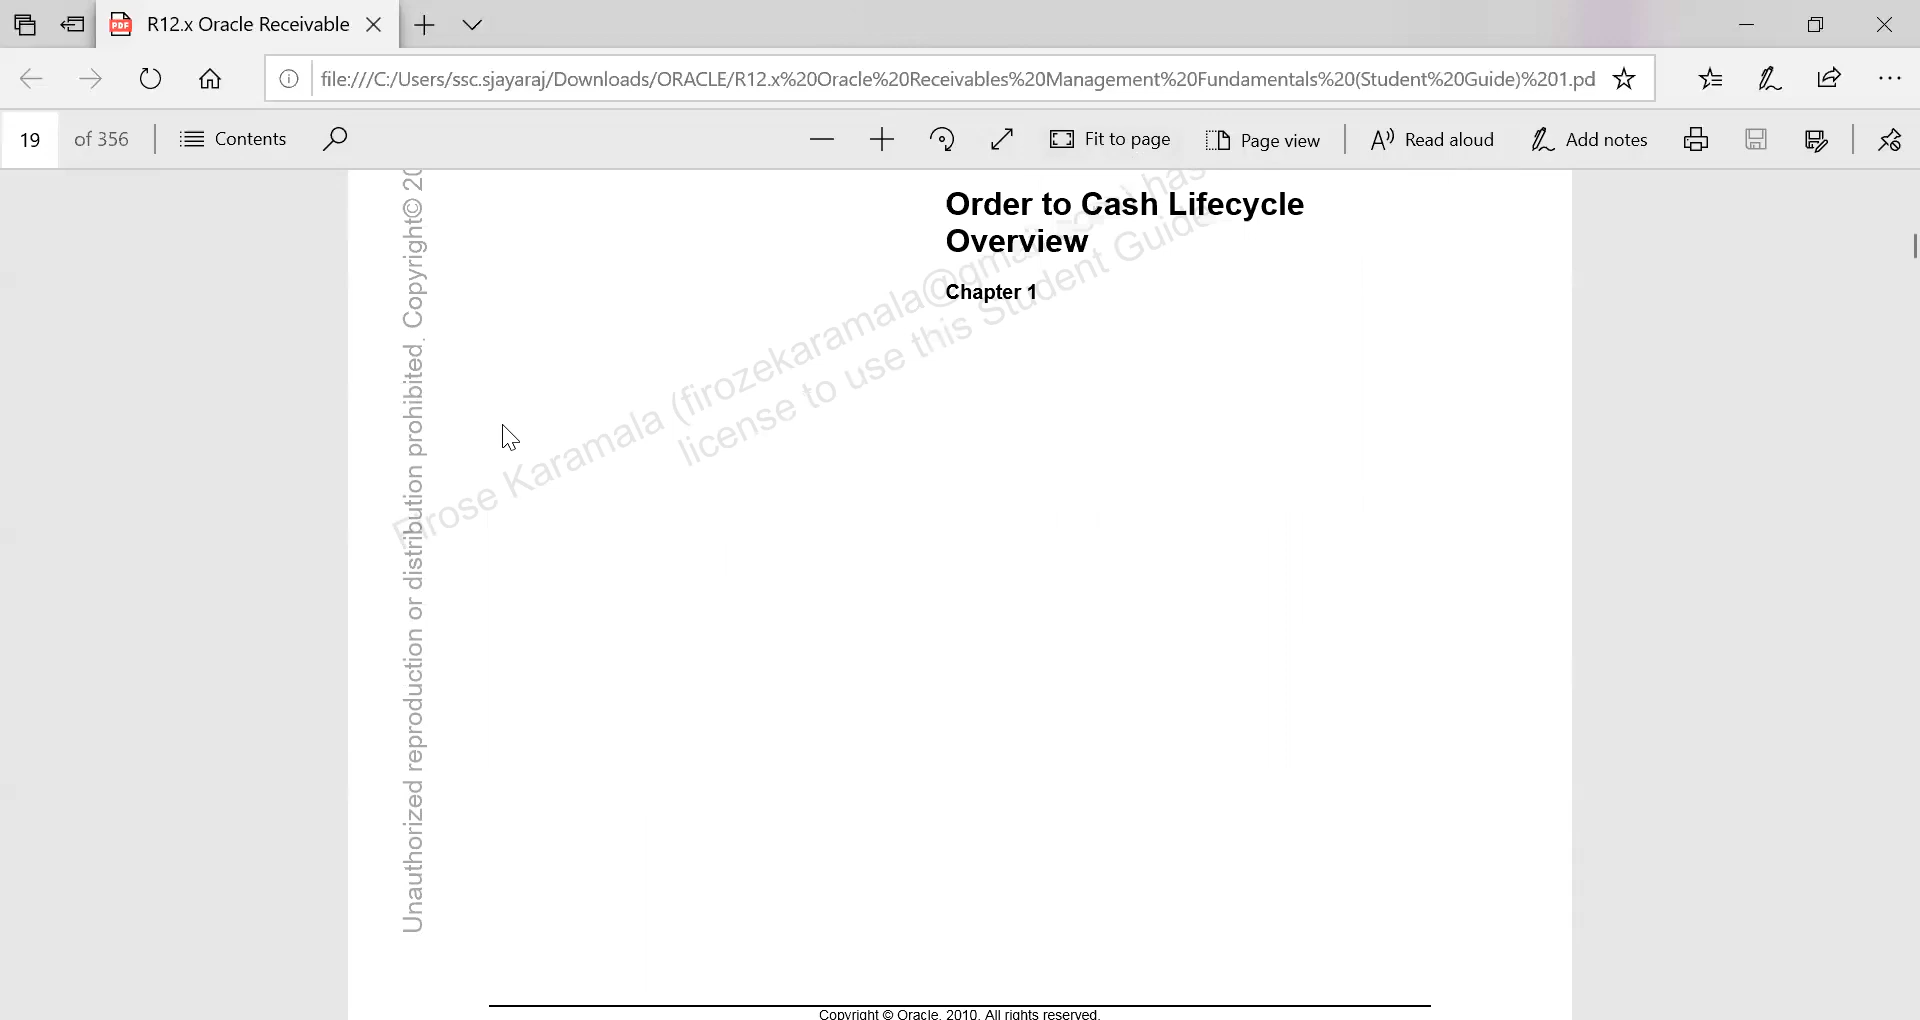 R12.x Oracle Receivable
file:///C:/Users/ssc.sjayaraj/Downloads/ORACLE/R12.x%20Oracle%20Receivables%20Management%20Fundamentals%20(Student%20Guide)%201.pd
19 of 356 Contents Fit to page Page view Read aloud Add notes
Order to Cash Lifecycle
Overview
Chapter 1
Firose Karamala (firozekaramala@gmail.com) has
license to use this Student Guide
Unauthorized reproduction or distribution prohibited. Copyright© 20
Copyright © Oracle, 2010. All rights reserved.